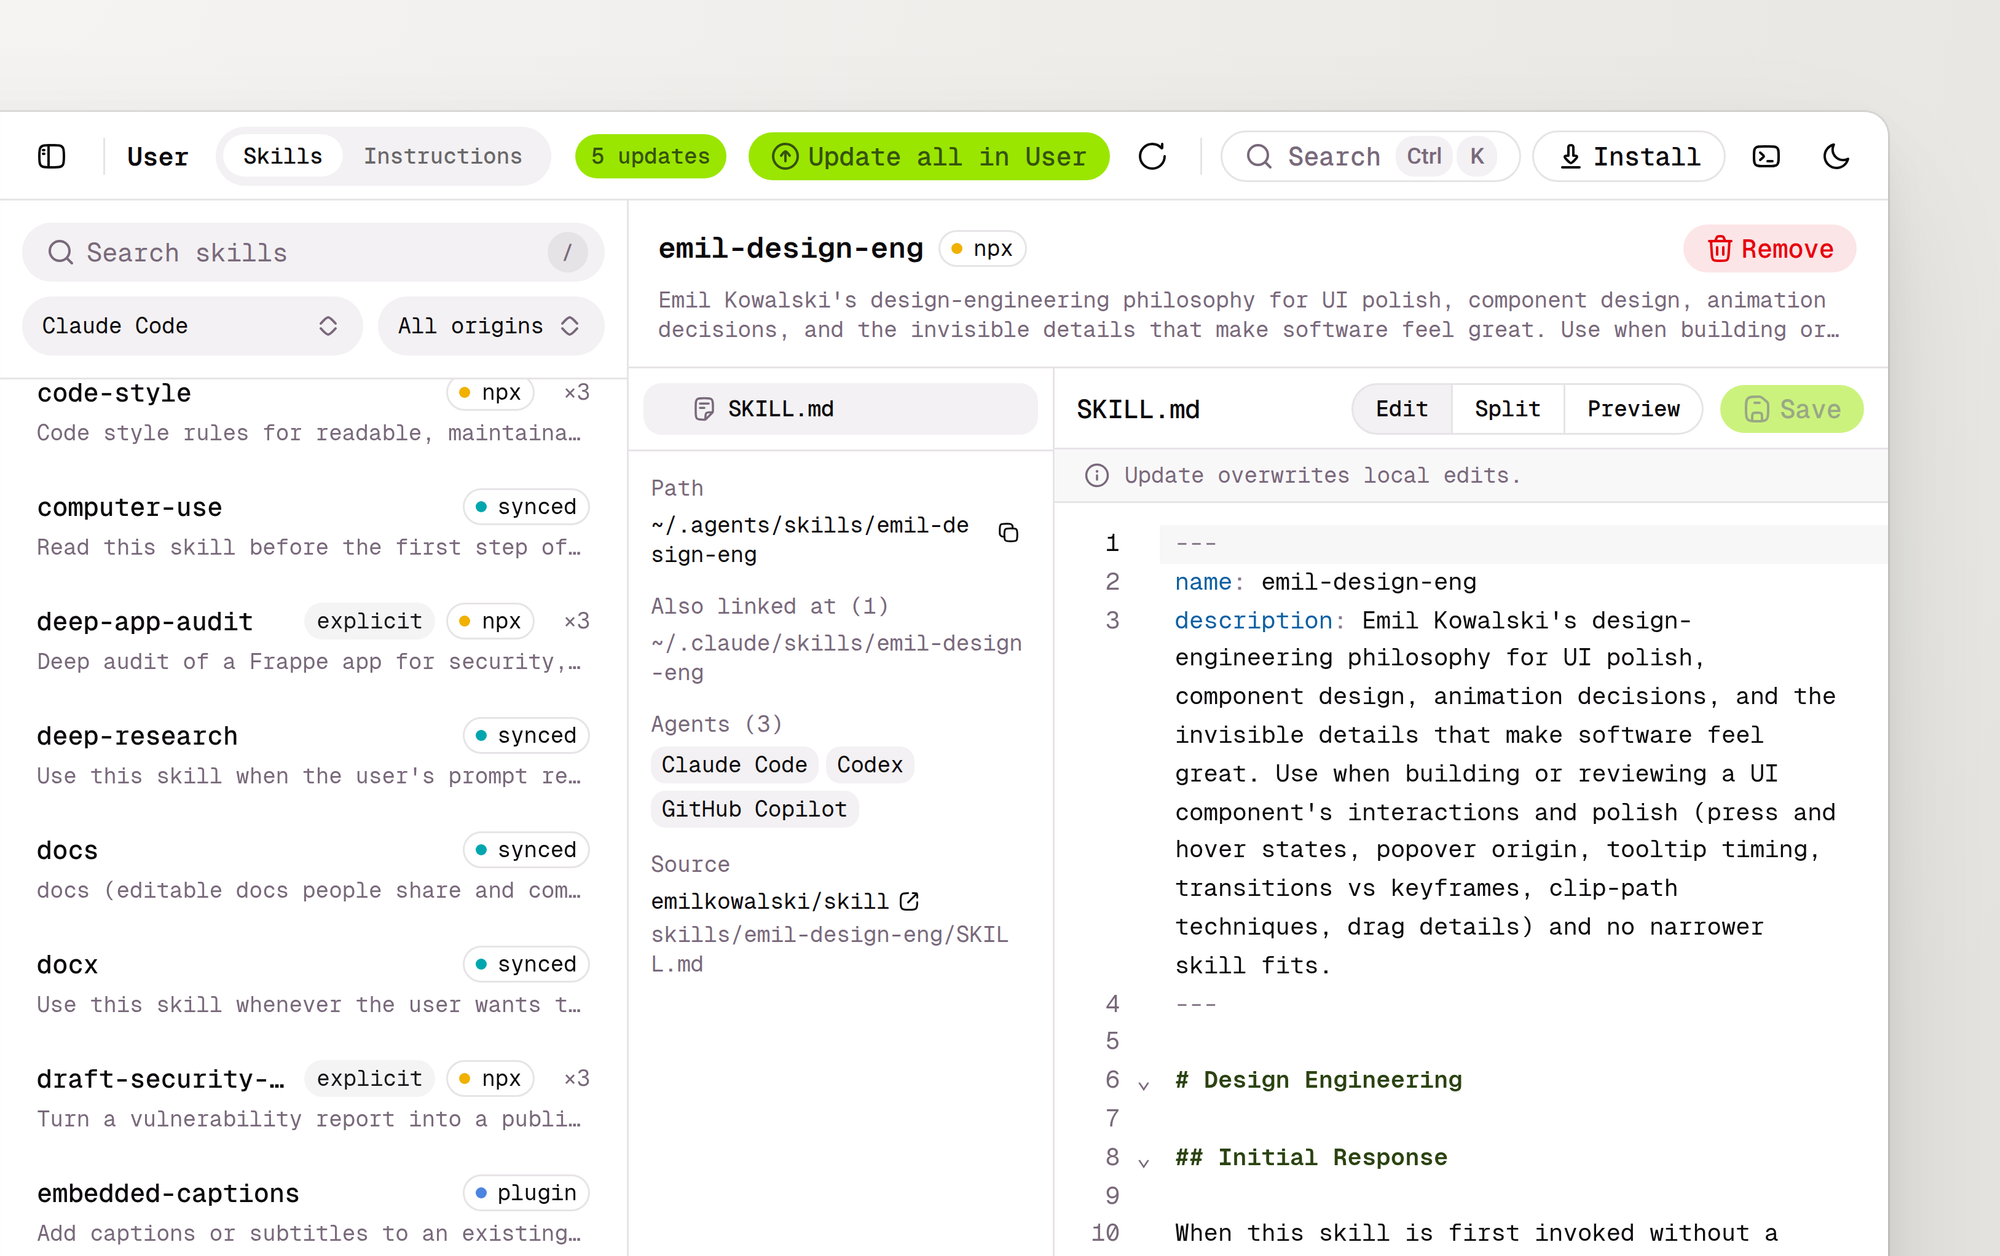 User
Skills
Instructions
5 updates
Update all in User
Search
Ctrl
K
Install
Search skills
/
Claude Code
All origins
code-style
npx
×3
Code style rules for readable, maintaina…
computer-use
synced
Read this skill before the first step of…
deep-app-audit
explicit
npx
×3
Deep audit of a Frappe app for security,…
deep-research
synced
Use this skill when the user's prompt re…
docs
synced
docs (editable docs people share and com…
docx
synced
Use this skill whenever the user wants t…
draft-security-…
explicit
npx
×3
Turn a vulnerability report into a publi…
embedded-captions
plugin
Add captions or subtitles to an existing…
emil-design-eng
npx
Remove
Emil Kowalski's design-engineering philosophy for UI polish, component design, animation
decisions, and the invisible details that make software feel great. Use when building or…
SKILL.md
Path
~/.agents/skills/emil-de
sign-eng
Also linked at (1)
~/.claude/skills/emil-design
-eng
Agents (3)
Claude Code
Codex
GitHub Copilot
Source
emilkowalski/skill
skills/emil-design-eng/SKIL
L.md
SKILL.md
Edit
Split
Preview
Save
Update overwrites local edits.
1 ---
2 name: emil-design-eng
3 description: Emil Kowalski's design-
engineering philosophy for UI polish,
component design, animation decisions, and the
invisible details that make software feel
great. Use when building or reviewing a UI
component's interactions and polish (press and
hover states, popover origin, tooltip timing,
transitions vs keyframes, clip-path
techniques, drag details) and no narrower
skill fits.
4 ---
5
6 # Design Engineering
7
8 ## Initial Response
9
10 When this skill is first invoked without a